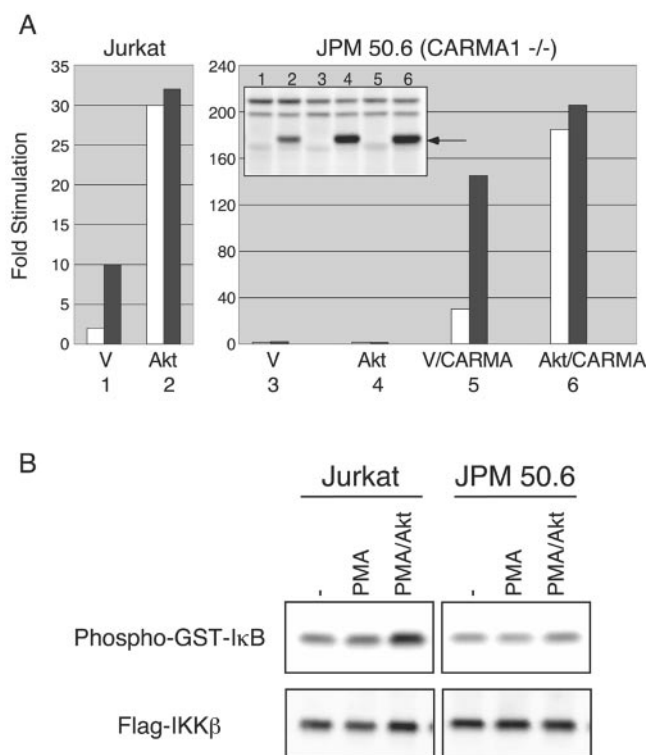 A
Jurkat
JPM 50.6 (CARMA1 -/-)
Fold Stimulation
35
30
25
20
15
10
5
0
240
200
160
120
80
40
0
1 2 3 4 5 6
V Akt V Akt V/CARMA Akt/CARMA
1 2 3 4 5 6
B
Jurkat JPM 50.6
- PMA PMA/Akt - PMA PMA/Akt
Phospho-GST-IκB
Flag-IKKβ